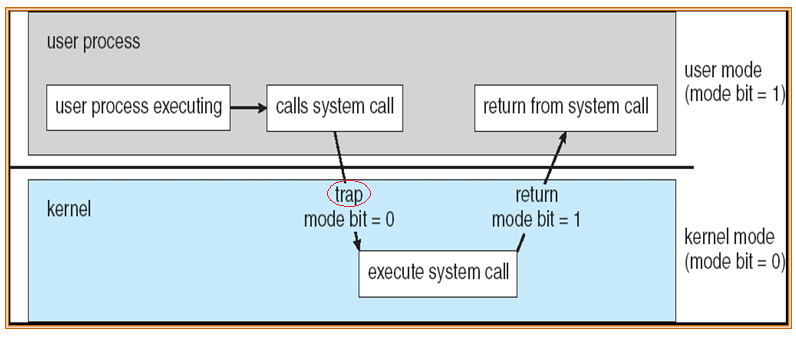 user process
user process executing
calls system call
return from system call
user mode
(mode bit = 1)
kernel
trap
mode bit = 0
return
mode bit = 1
execute system call
kernel mode
(mode bit = 0)